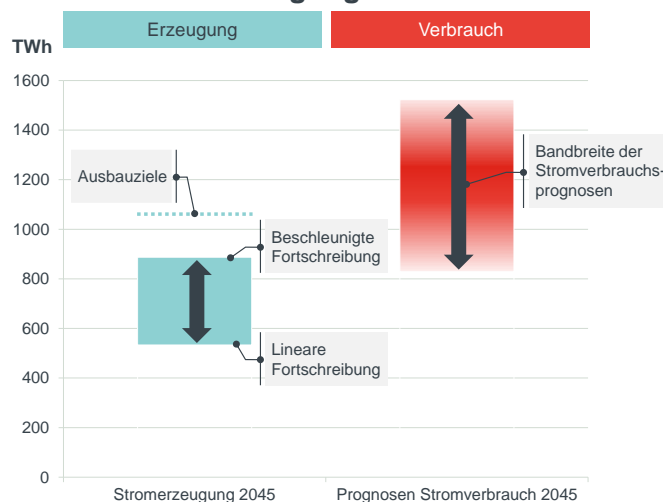 Erzeugung
Verbrauch
TWh
1600
1400
1200
1000
800
600
400
200
0
Ausbauziele
Beschleunigte
Fortschreibung
Lineare
Fortschreibung
Bandbreite der
Stromverbrauchs-
prognosen
Stromerzeugung 2045
Prognosen Stromverbrauch 2045